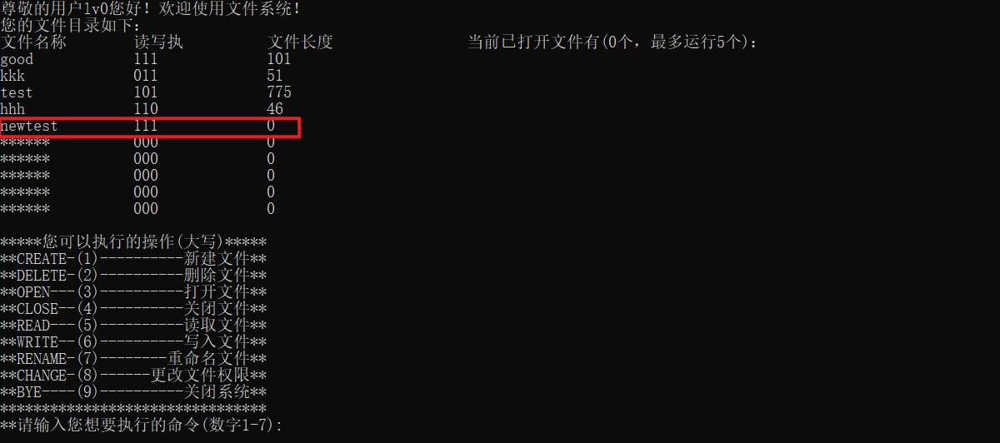 尊敬的用户lv0您好！欢迎使用文件系统！
您的文件目录如下：
文件名称 读写执 文件长度 当前已打开文件有(0个，最多运行5个)：
good 111 101
kkk 011 51
test 101 775
hhh 110 46
newtest 111 0
****** 000 0
****** 000 0
****** 000 0
****** 000 0
****** 000 0
*****您可以执行的操作(大写)*****
**CREATE-(1)----------新建文件**
**DELETE-(2)----------删除文件**
**OPEN---(3)----------打开文件**
**CLOSE--(4)----------关闭文件**
**READ---(5)----------读取文件**
**WRITE--(6)----------写入文件**
**RENAME-(7)--------重命名文件**
**CHANGE-(8)------更改文件权限**
**BYE----(9)----------关闭系统**
********************************
**请输入您想要执行的命令(数字1-7):